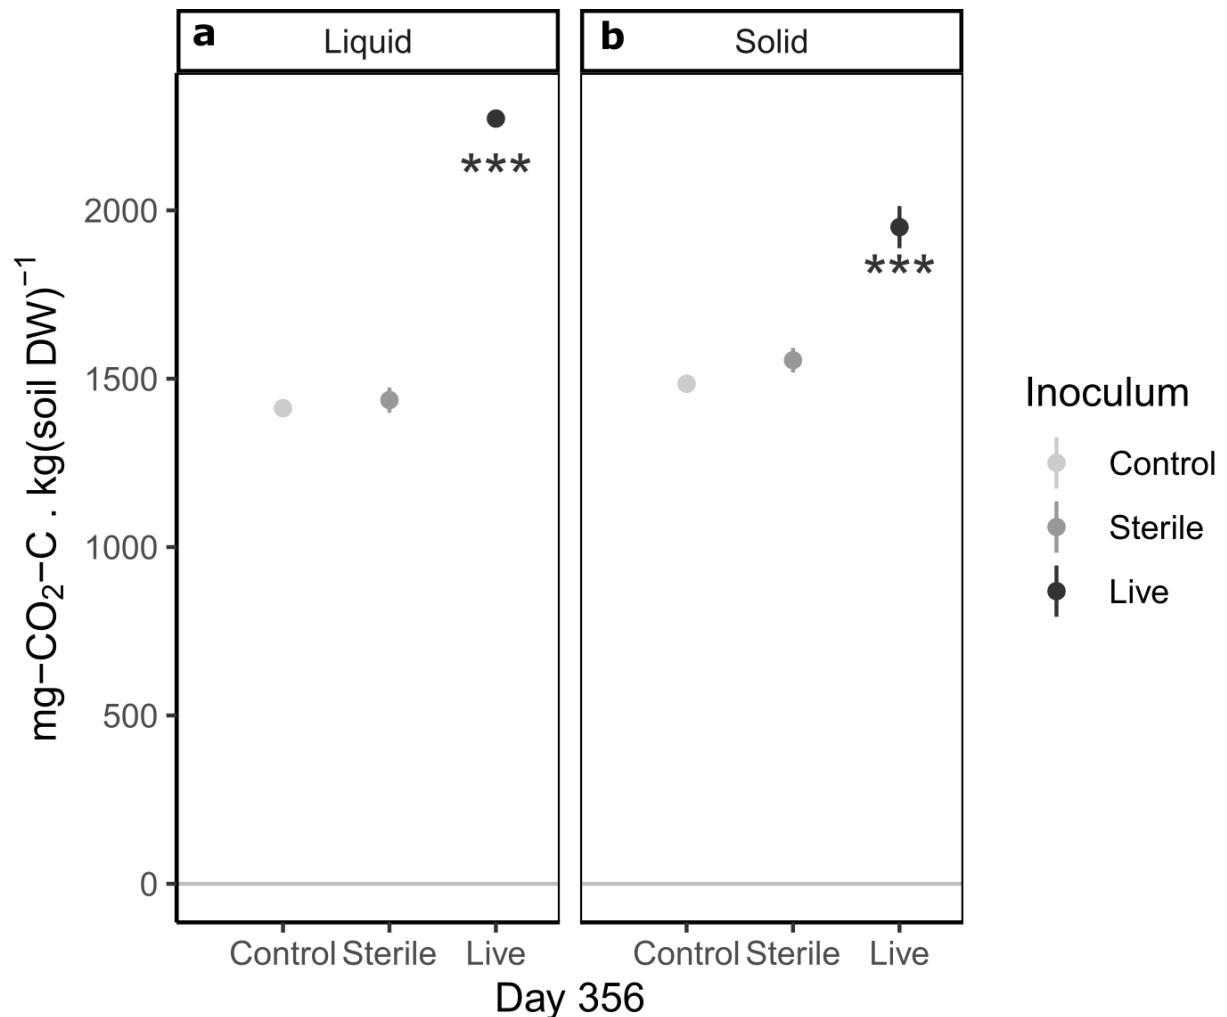 a Liquid
b Solid
***
***
2000
1500
1000
500
0
mg−CO₂−C . kg(soil DW)⁻¹
Control Sterile Live
Control Sterile Live
Day 356
Inoculum
Control
Sterile
Live